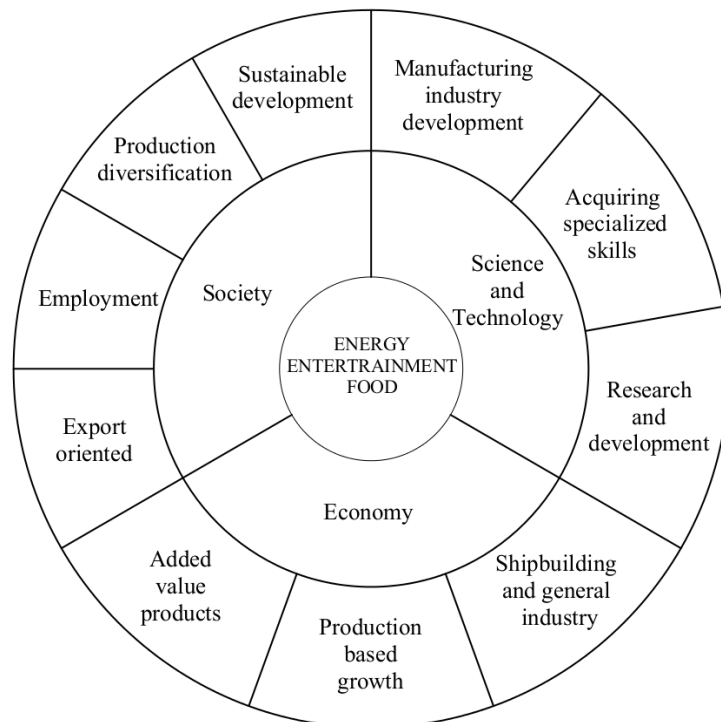 Sustainable
development
Manufacturing
industry
development
Production
diversification
Acquiring
specialized
skills
Employment
Society
Science
and
Technology
ENERGY
ENTERTRAINMENT
FOOD
Export
oriented
Research
and
development
Economy
Added
value
products
Production
based
growth
Shipbuilding
and general
industry